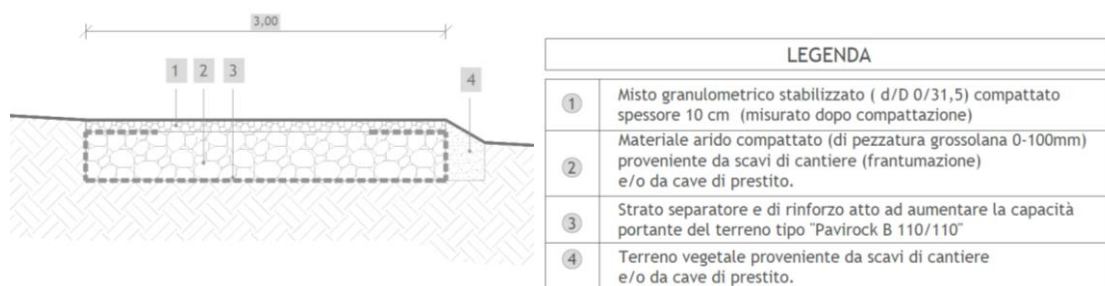 3,00
1 2 3
4
LEGENDA
1 Misto granulometrico stabilizzato ( d/D 0/31,5) compattato
spessore 10 cm (misurato dopo compattazione)
2 Materiale arido compattato (di pezzatura grossolana 0-100mm)
proveniente da scavi di cantiere (frantumazione)
e/o da cave di prestito.
3 Strato separatore e di rinforzo atto ad aumentare la capacità
portante del terreno tipo "Pavirock B 110/110"
4 Terreno vegetale proveniente da scavi di cantiere
e/o da cave di prestito.